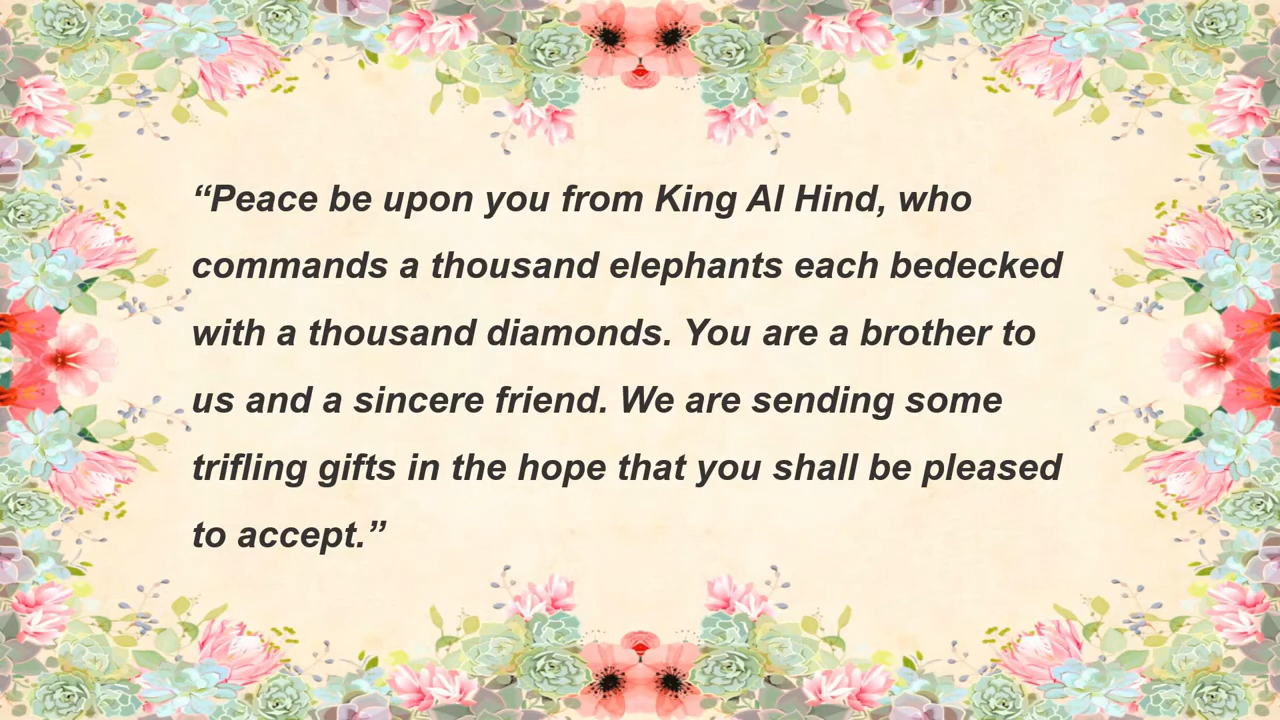 “Peace be upon you from King Al Hind, who
commands a thousand elephants each bedecked
with a thousand diamonds. You are a brother to
us and a sincere friend. We are sending some
trifling gifts in the hope that you shall be pleased
to accept.”